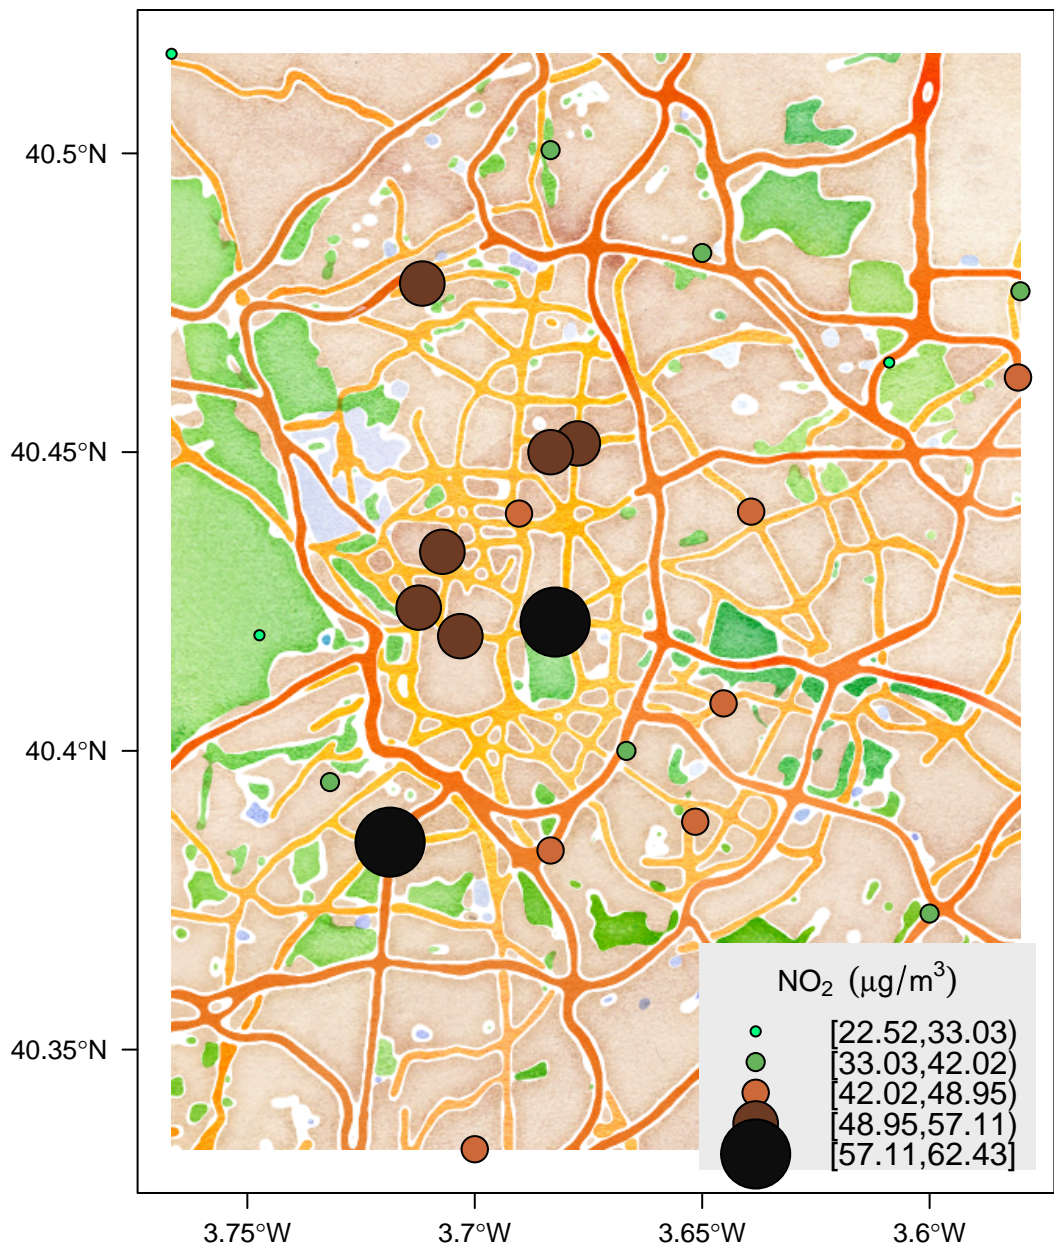 40.5°N
40.45°N
40.4°N
40.35°N
NO₂ (μg/m³)
[22.52,33.03)
[33.03,42.02)
[42.02,48.95)
[48.95,57.11)
[57.11,62.43]
3.75°W 3.7°W 3.65°W 3.6°W